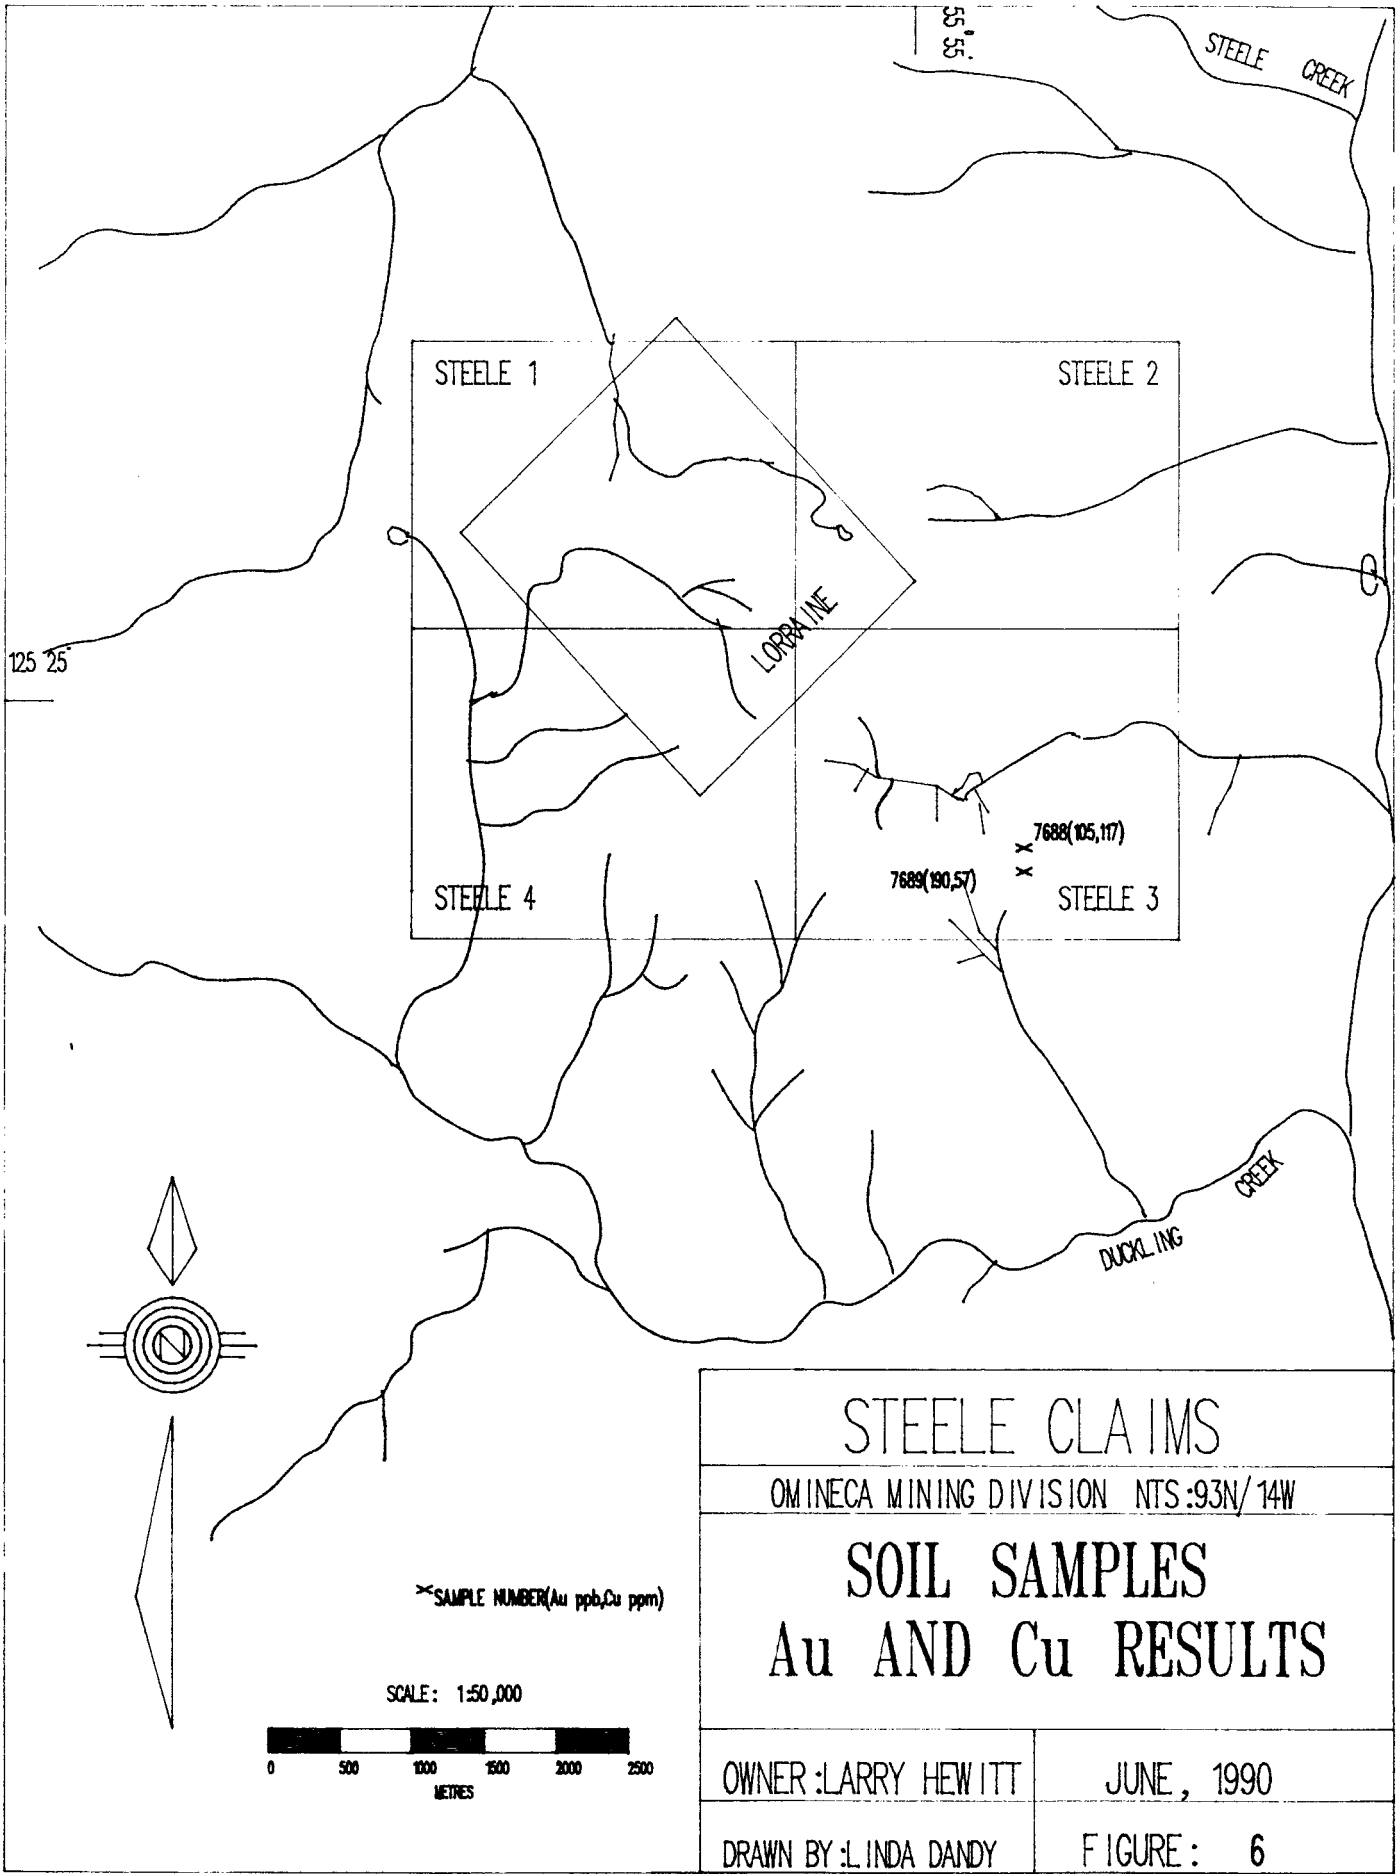 55° 55'
STEELE CREEK
STEELE 1
STEELE 2
LORRAINE
125 25'
7688(105,117)
7689(190,57)
STEELE 4
STEELE 3
DUCKLING CREEK
N
STEELE CLAIMS
OMINECA MINING DIVISION NTS:93N/14W
SOIL SAMPLES
Au AND Cu RESULTS
×SAMPLE NUMBER(Au ppb,Cu ppm)
SCALE: 1:50,000
0 500 1000 1500 2000 2500
METRES
OWNER:LARRY HEWITT
JUNE, 1990
DRAWN BY:LINDA DANDY
FIGURE: 6